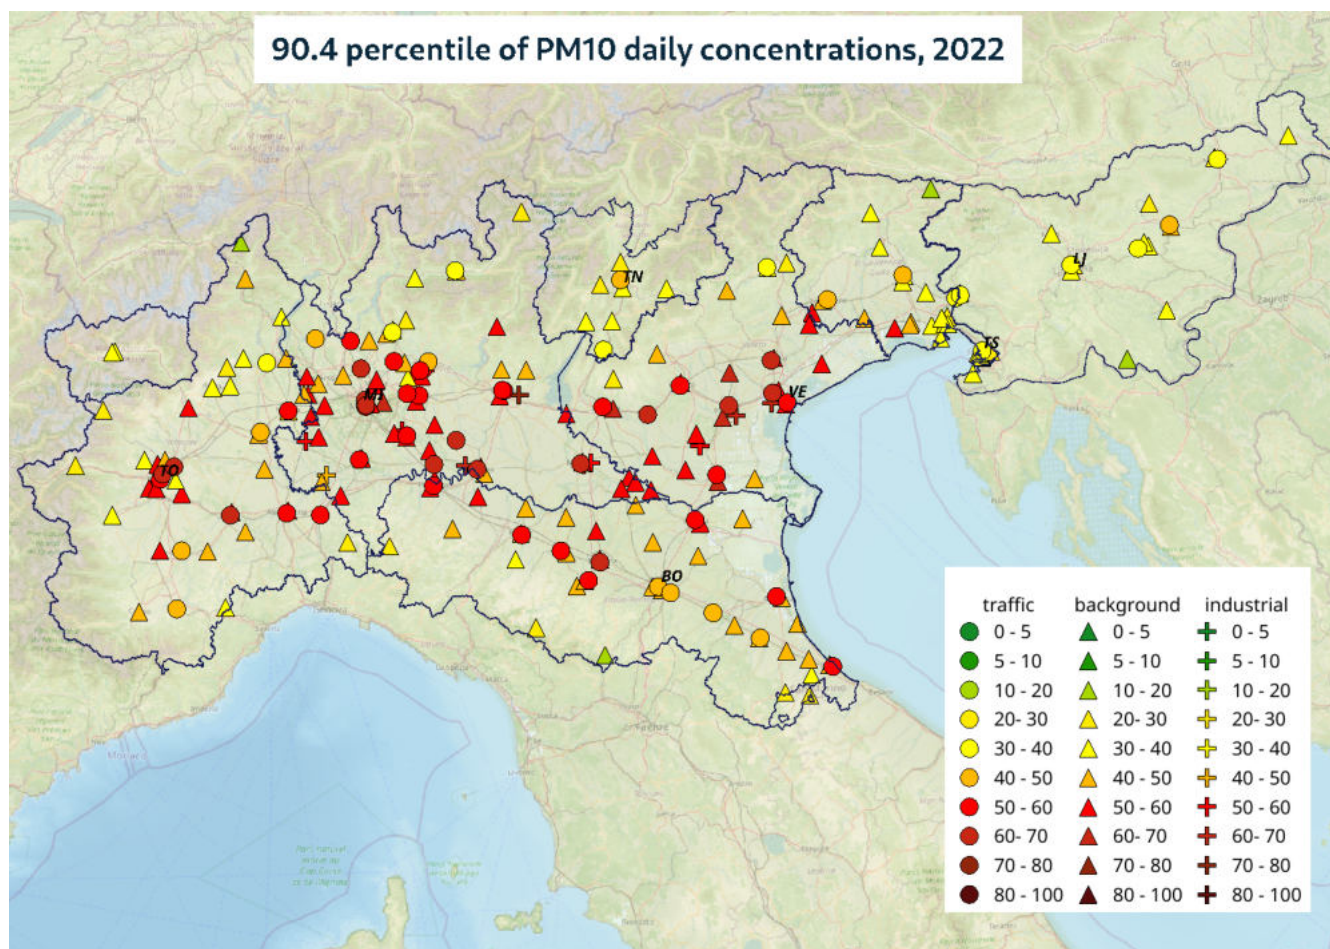 90.4 percentile of PM10 daily concentrations, 2022
TN
LJ
TS
MI
VE
TO
BO
traffic background industrial
0 - 5 0 - 5 0 - 5
5 - 10 5 - 10 5 - 10
10 - 20 10 - 20 10 - 20
20- 30 20- 30 20- 30
30 - 40 30 - 40 30 - 40
40 - 50 40 - 50 40 - 50
50 - 60 50 - 60 50 - 60
60- 70 60- 70 60- 70
70 - 80 70 - 80 70 - 80
80 - 100 80 - 100 80 - 100